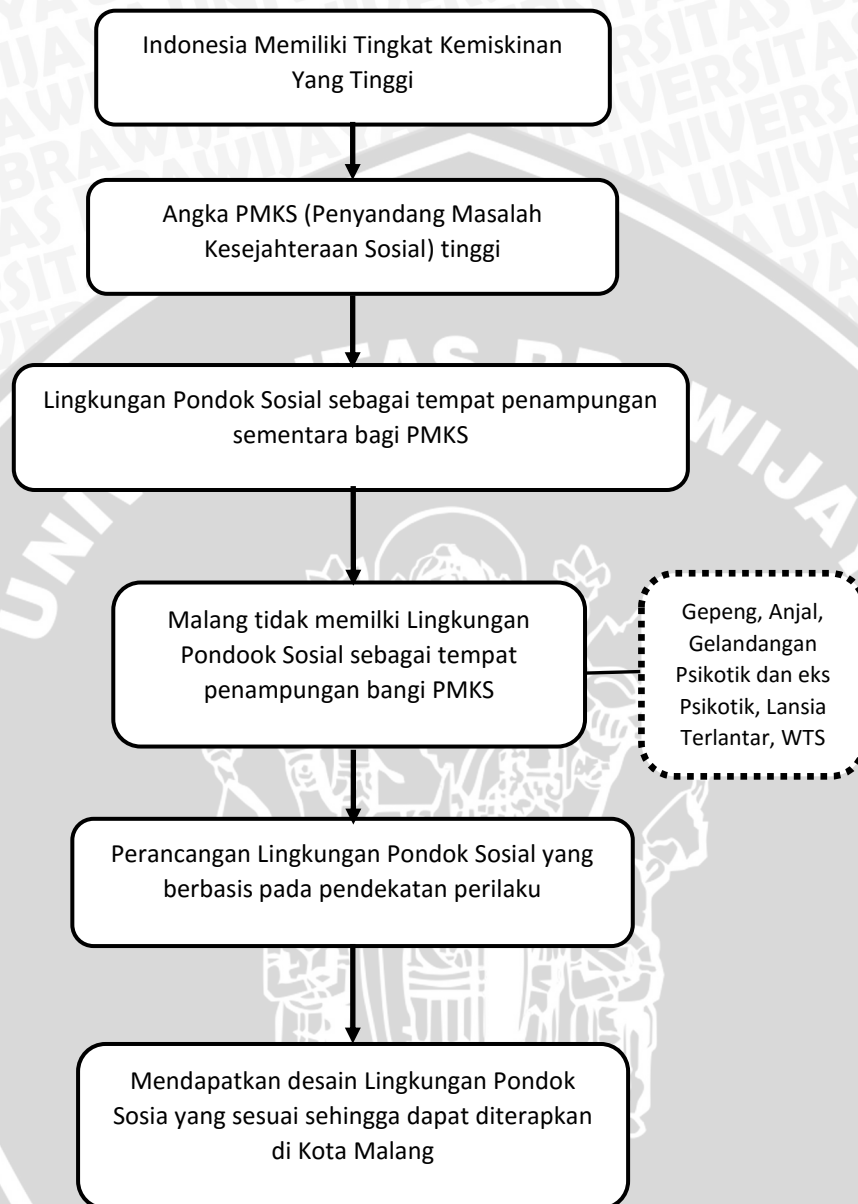 Indonesia Memiliki Tingkat Kemiskinan
Yang Tinggi
Angka PMKS (Penyandang Masalah
Kesejahteraan Sosial) tinggi
Lingkungan Pondok Sosial sebagai tempat penampungan
sementara bagi PMKS
Malang tidak memilki Lingkungan
Pondook Sosial sebagai tempat
penampungan bangi PMKS
Gepeng, Anjal,
Gelandangan
Psikotik dan eks
Psikotik, Lansia
Terlantar, WTS
Perancangan Lingkungan Pondok Sosial yang
berbasis pada pendekatan perilaku
Mendapatkan desain Lingkungan Pondok
Sosia yang sesuai sehingga dapat diterapkan
di Kota Malang